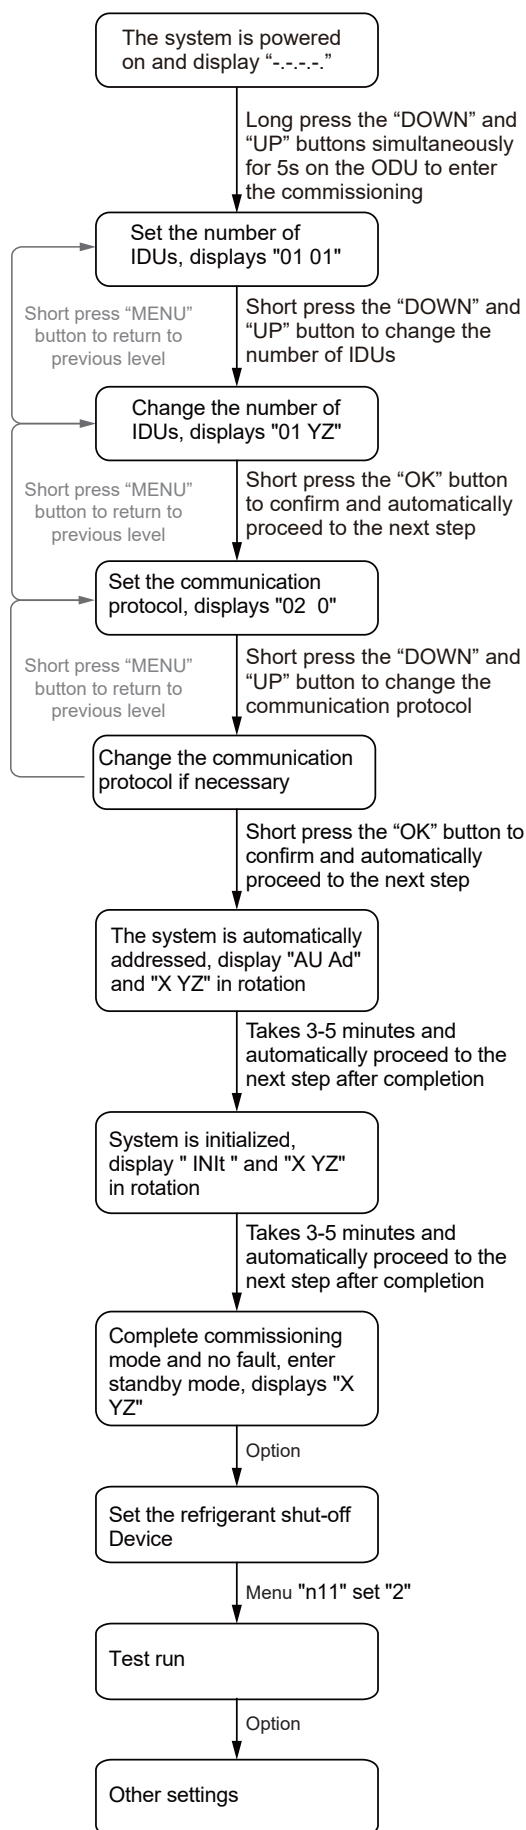 The system is powered
on and display “-.-.-.-.”
Long press the “DOWN” and
“UP” buttons simultaneously
for 5s on the ODU to enter
the commissioning
Set the number of
IDUs, displays "01 01"
Short press “MENU”
button to return to
previous level
Short press the “DOWN” and
“UP” button to change the
number of IDUs
Change the number of
IDUs, displays "01 YZ"
Short press “MENU”
button to return to
previous level
Short press the “OK” button
to confirm and automatically
proceed to the next step
Set the communication
protocol, displays "02  0"
Short press “MENU”
button to return to
previous level
Short press the “DOWN” and
“UP” button to change the
communication protocol
Change the communication
protocol if necessary
Short press the “OK” button to
confirm and automatically
proceed to the next step
The system is automatically
addressed, display "AU Ad"
and "X YZ" in rotation
Takes 3-5 minutes and
automatically proceed to the
next step after completion
System is initialized,
display " INIt " and "X YZ"
in rotation
Takes 3-5 minutes and
automatically proceed to the
next step after completion
Complete commissioning
mode and no fault, enter
standby mode, displays "X
YZ"
Option
Set the refrigerant shut-off
Device
Menu "n11" set "2"
Test run
Option
Other settings